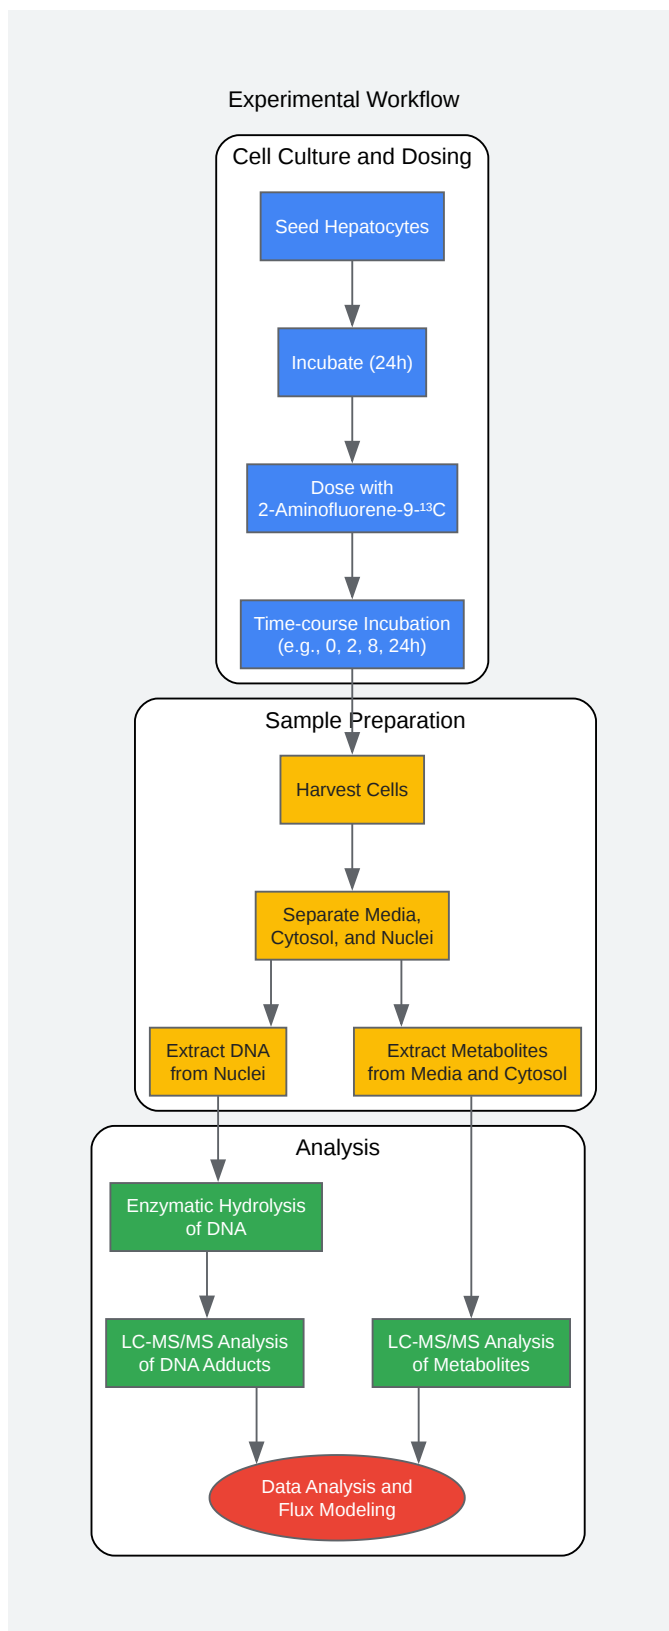 Experimental Workflow
Cell Culture and Dosing
Seed Hepatocytes
Incubate (24h)
Dose with
2-Aminofluorene-9-¹³C
Time-course Incubation
(e.g., 0, 2, 8, 24h)
Sample Preparation
Harvest Cells
Separate Media,
Cytosol, and Nuclei
Extract DNA
from Nuclei
Extract Metabolites
from Media and Cytosol
Analysis
Enzymatic Hydrolysis
of DNA
LC-MS/MS Analysis
of DNA Adducts
LC-MS/MS Analysis
of Metabolites
Data Analysis and
Flux Modeling